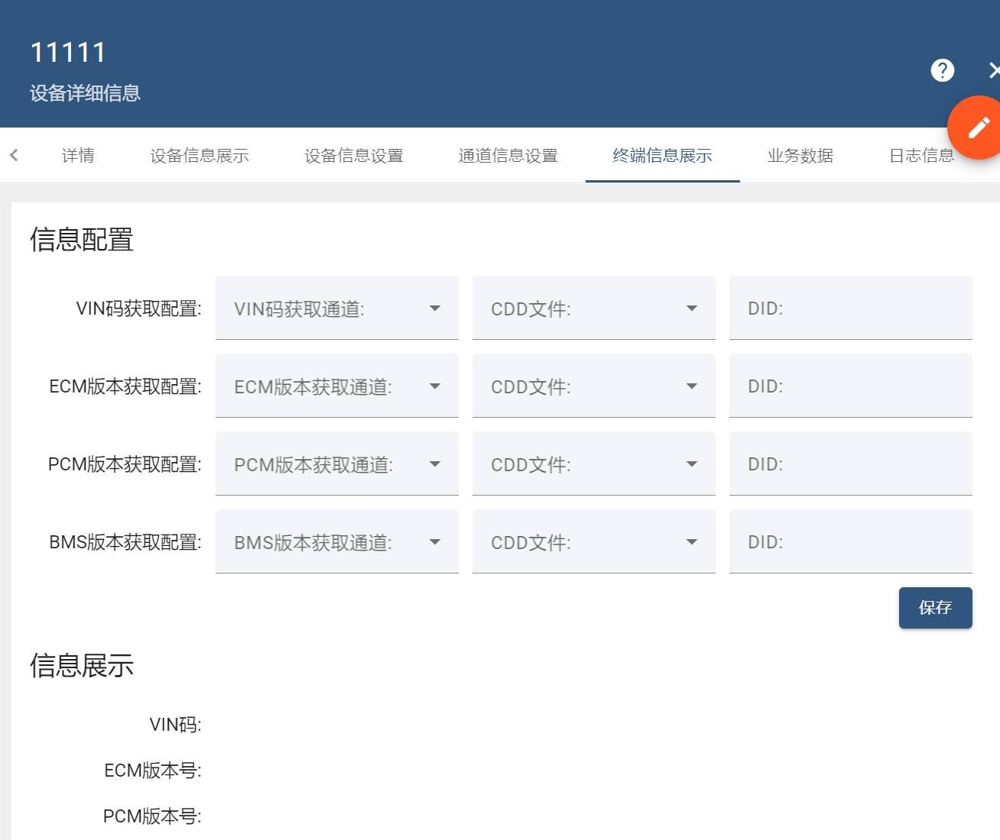 11111
设备详细信息
详情 设备信息展示 设备信息设置 通道信息设置 终端信息展示 业务数据 日志信息
信息配置
VIN码获取配置: VIN码获取通道: CDD文件: DID:
ECM版本获取配置: ECM版本获取通道: CDD文件: DID:
PCM版本获取配置: PCM版本获取通道: CDD文件: DID:
BMS版本获取配置: BMS版本获取通道: CDD文件: DID:
保存
信息展示
VIN码:
ECM版本号:
PCM版本号: